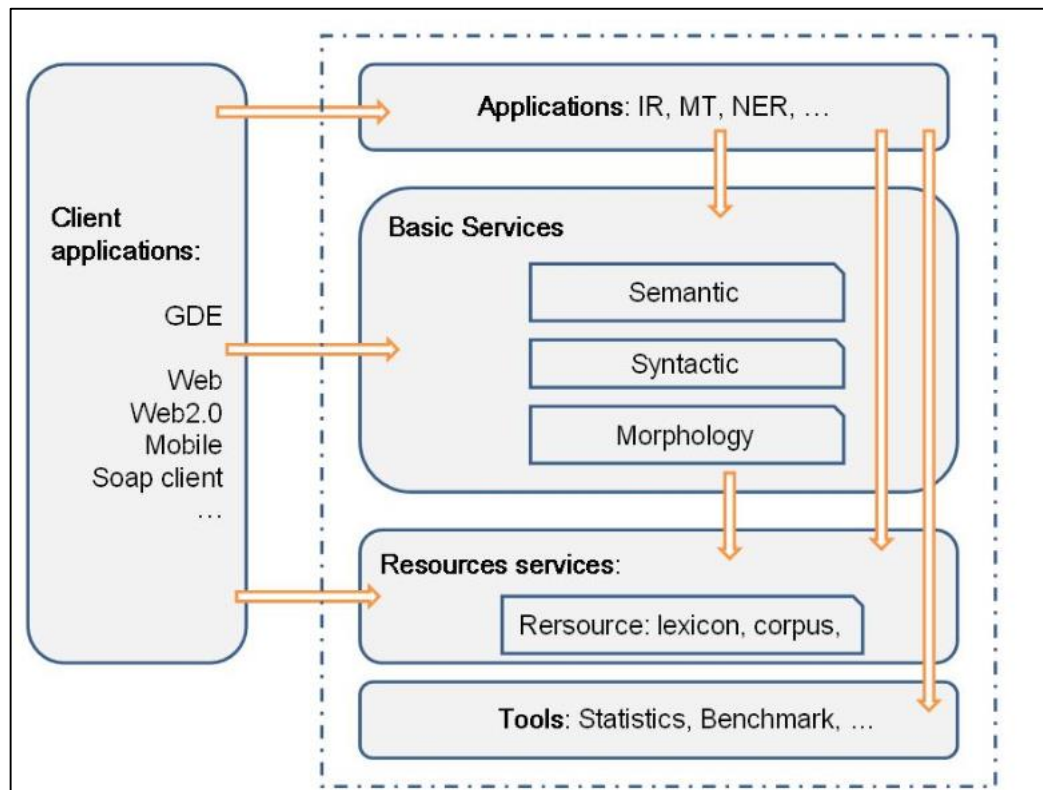 Client
applications:
GDE
Web
Web2.0
Mobile
Soap client
…
Applications: IR, MT, NER, …
Basic Services
Semantic
Syntactic
Morphology
Resources services:
Rersource: lexicon, corpus,
Tools: Statistics, Benchmark, …